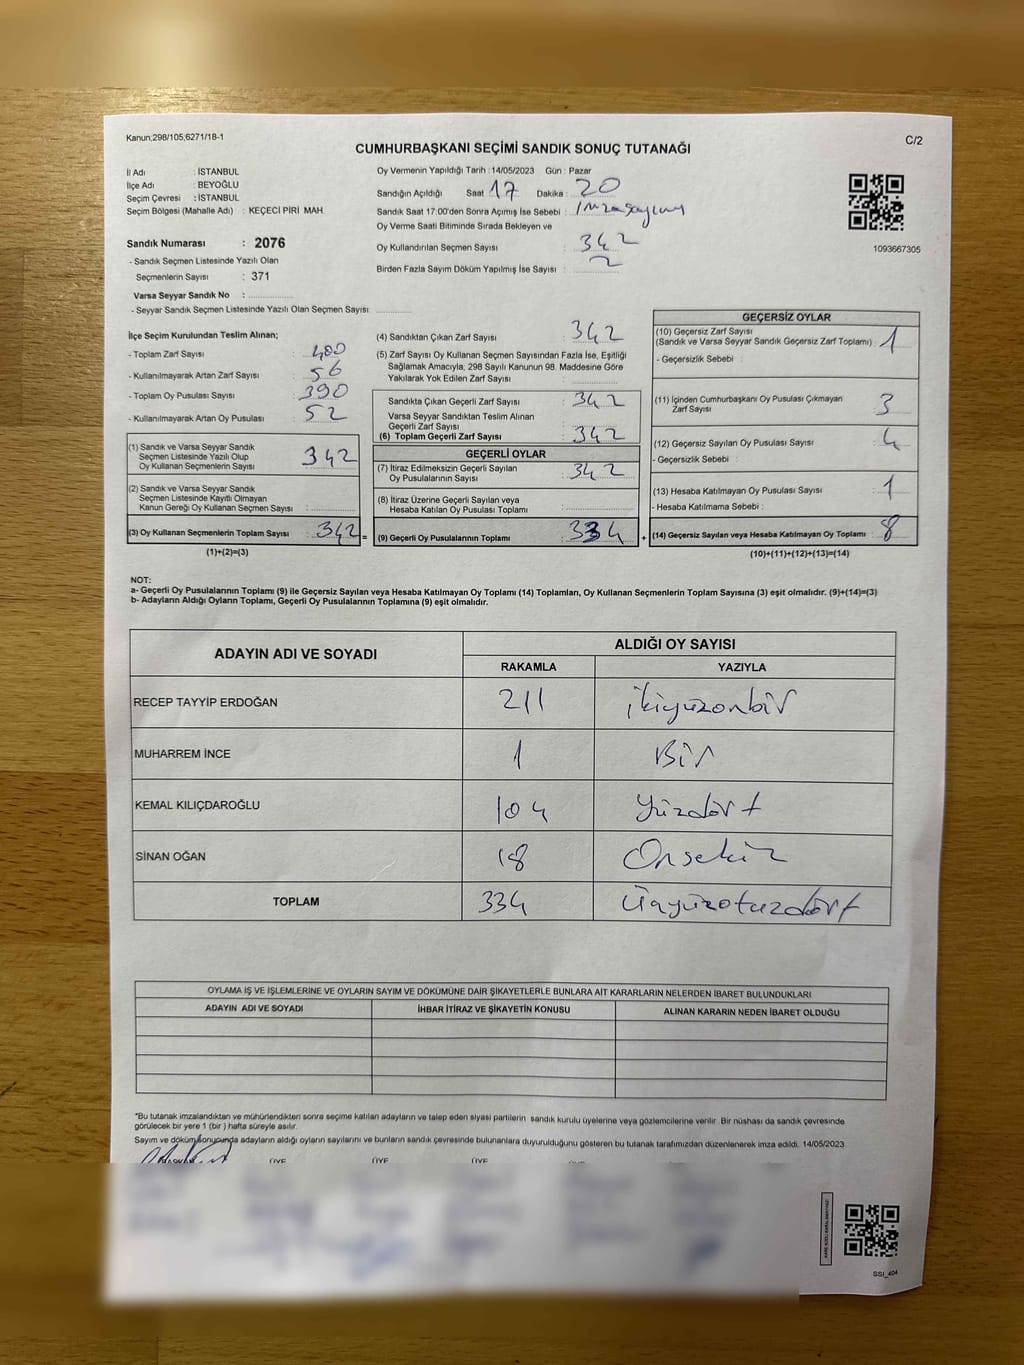 Kanun;298/105;6271/18-1
C/2
CUMHURBAŞKANI SEÇİMİ SANDIK SONUÇ TUTANAĞI
İl Adı : İSTANBUL
İlçe Adı : BEYOĞLU
Seçim Çevresi : İSTANBUL
Seçim Bölgesi (Mahalle Adı) : KEÇECİ PİRİ MAH.
Sandık Numarası : 2076
- Sandık Seçmen Listesinde Yazılı Olan
Seçmenlerin Sayısı : 371
Varsa Seyyar Sandık No :
- Seyyar Sandık Seçmen Listesinde Yazılı Olan Seçmen Sayısı
Oy Vermenin Yapıldığı Tarih : 14/05/2023 Gün : Pazar
Sandığın Açıldığı Saat 17 Dakika : 20
Sandık Saat 17:00'den Sonra Açımış İse Sebebi : İmza sayımı
Oy Verme Saati Bitiminde Sırada Bekleyen ve
Oy Kullandırılan Seçmen Sayısı : 342
Birden Fazla Sayım Döküm Yapılmış İse Sayısı : 2
1093667305
İlçe Seçim Kurulundan Teslim Alınan;
- Toplam Zarf Sayısı : 400
- Kullanılmayarak Artan Zarf Sayısı : 56
- Toplam Oy Pusulası Sayısı : 390
- Kullanılmayarak Artan Oy Pusulası : 52
(1) Sandık ve Varsa Seyyar Sandık
Seçmen Listesinde Yazılı Olup
Oy Kullanan Seçmenlerin Sayısı : 342
(2) Sandık ve Varsa Seyyar Sandık
Seçmen Listesinde Kayıtlı Olmayan
Kanun Gereği Oy Kullanan Seçmen Sayısı :
(3) Oy Kullanan Seçmenlerin Toplam Sayısı : 342 =
(1)+(2)=(3)
(4) Sandıktan Çıkan Zarf Sayısı : 342
(5) Zarf Sayısı Oy Kullanan Seçmen Sayısından Fazla İse, Eşitliği
Sağlamak Amacıyla; 298 Sayılı Kanunun 98. Maddesine Göre
Yakılarak Yok Edilen Zarf Sayısı :
Sandıkta Çıkan Geçerli Zarf Sayısı : 342
Varsa Seyyar Sandıktan Teslim Alınan
Geçerli Zarf Sayısı :
(6) Toplam Geçerli Zarf Sayısı : 342
GEÇERLİ OYLAR
(7) İtiraz Edilmeksizin Geçerli Sayılan
Oy Pusulalarının Sayısı : 342
(8) İtiraz Üzerine Geçerli Sayılan veya
Hesaba Katılan Oy Pusulası Toplamı :
(9) Geçerli Oy Pusulalarının Toplamı : 334 +
GEÇERSİZ OYLAR
(10) Geçersiz Zarf Sayısı
(Sandık ve Varsa Seyyar Sandık Geçersiz Zarf Toplamı) : 1
- Geçersizlik Sebebi :
(11) İçinden Cumhurbaşkanı Oy Pusulası Çıkmayan
Zarf Sayısı : 3
(12) Geçersiz Sayılan Oy Pusulası Sayısı : 4
- Geçersizlik Sebebi :
(13) Hesaba Katılmayan Oy Pusulası Sayısı : 1
- Hesaba Katılmama Sebebi :
(14) Geçersiz Sayılan veya Hesaba Katılmayan Oy Toplamı : 8
(10)+(11)+(12)+(13)=(14)
NOT:
a- Geçerli Oy Pusulalarının Toplamı (9) ile Geçersiz Sayılan veya Hesaba Katılmayan Oy Toplamı (14) Toplamları, Oy Kullanan Seçmenlerin Toplam Sayısına (3) eşit olmalıdır. (9)+(14)=(3)
b- Adayların Aldığı Oyların Toplamı, Geçerli Oy Pusulalarının Toplamına (9) eşit olmalıdır.
ADAYIN ADI VE SOYADI ALDIĞI OY SAYISI
RAKAMLA YAZIYLA
RECEP TAYYİP ERDOĞAN 211 ikiyüzonbir
MUHARREM İNCE 1 Bir
KEMAL KILIÇDAROĞLU 104 Yüzdört
SİNAN OĞAN 18 Onsekiz
TOPLAM 334 Üçyüzotuzdört
OYLAMA İŞ VE İŞLEMLERİNE VE OYLARIN SAYIM VE DÖKÜMÜNE DAİR ŞİKAYETLERLE BUNLARA AİT KARARLARIN NELERDEN İBARET BULUNDUKLARI
ADAYIN ADI VE SOYADI İHBAR İTİRAZ VE ŞİKAYETİN KONUSU ALINAN KARARIN NEDEN İBARET OLDUĞU
*Bu tutanak imzalandıktan ve mühürlendikten sonra seçime katılan adayların ve talep eden siyasi partilerin sandık kurulu üyelerine veya gözlemcilerine verilir. Bir nüshası da sandık çevresinde
görülecek bir yere 1 (bir ) hafta süreyle asılır.
Sayım ve döküm sonucunda adayların aldığı oyların sayılarını ve bunların sandık çevresinde bulunanlara duyurulduğunu gösteren bu tutanak tarafımızdan düzenlenerek imza edildi. 14/05/2023
ÜYE ÜYE ÜYE
SSI_404